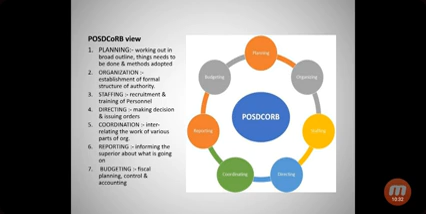 POSDCoRB view
1. PLANNING:- working out in
broad outline, things needs to
be done & methods adopted
2. ORGANIZATION :-
establishment of formal
structure of authority.
3. STAFFING :- recruitment &
training of Personnel
4. DIRECTING :- making decision
& issuing orders
5. COORDINATION :- inter-
relating the work of various
parts of org.
6. REPORTING :- informing the
superior about what is going
on
7. BUDGETING :- fiscal
planning, control &
accounting
Planning
Organizing
Staffing
Directing
Coordinating
Reporting
Budgeting
POSDCORB
10:32